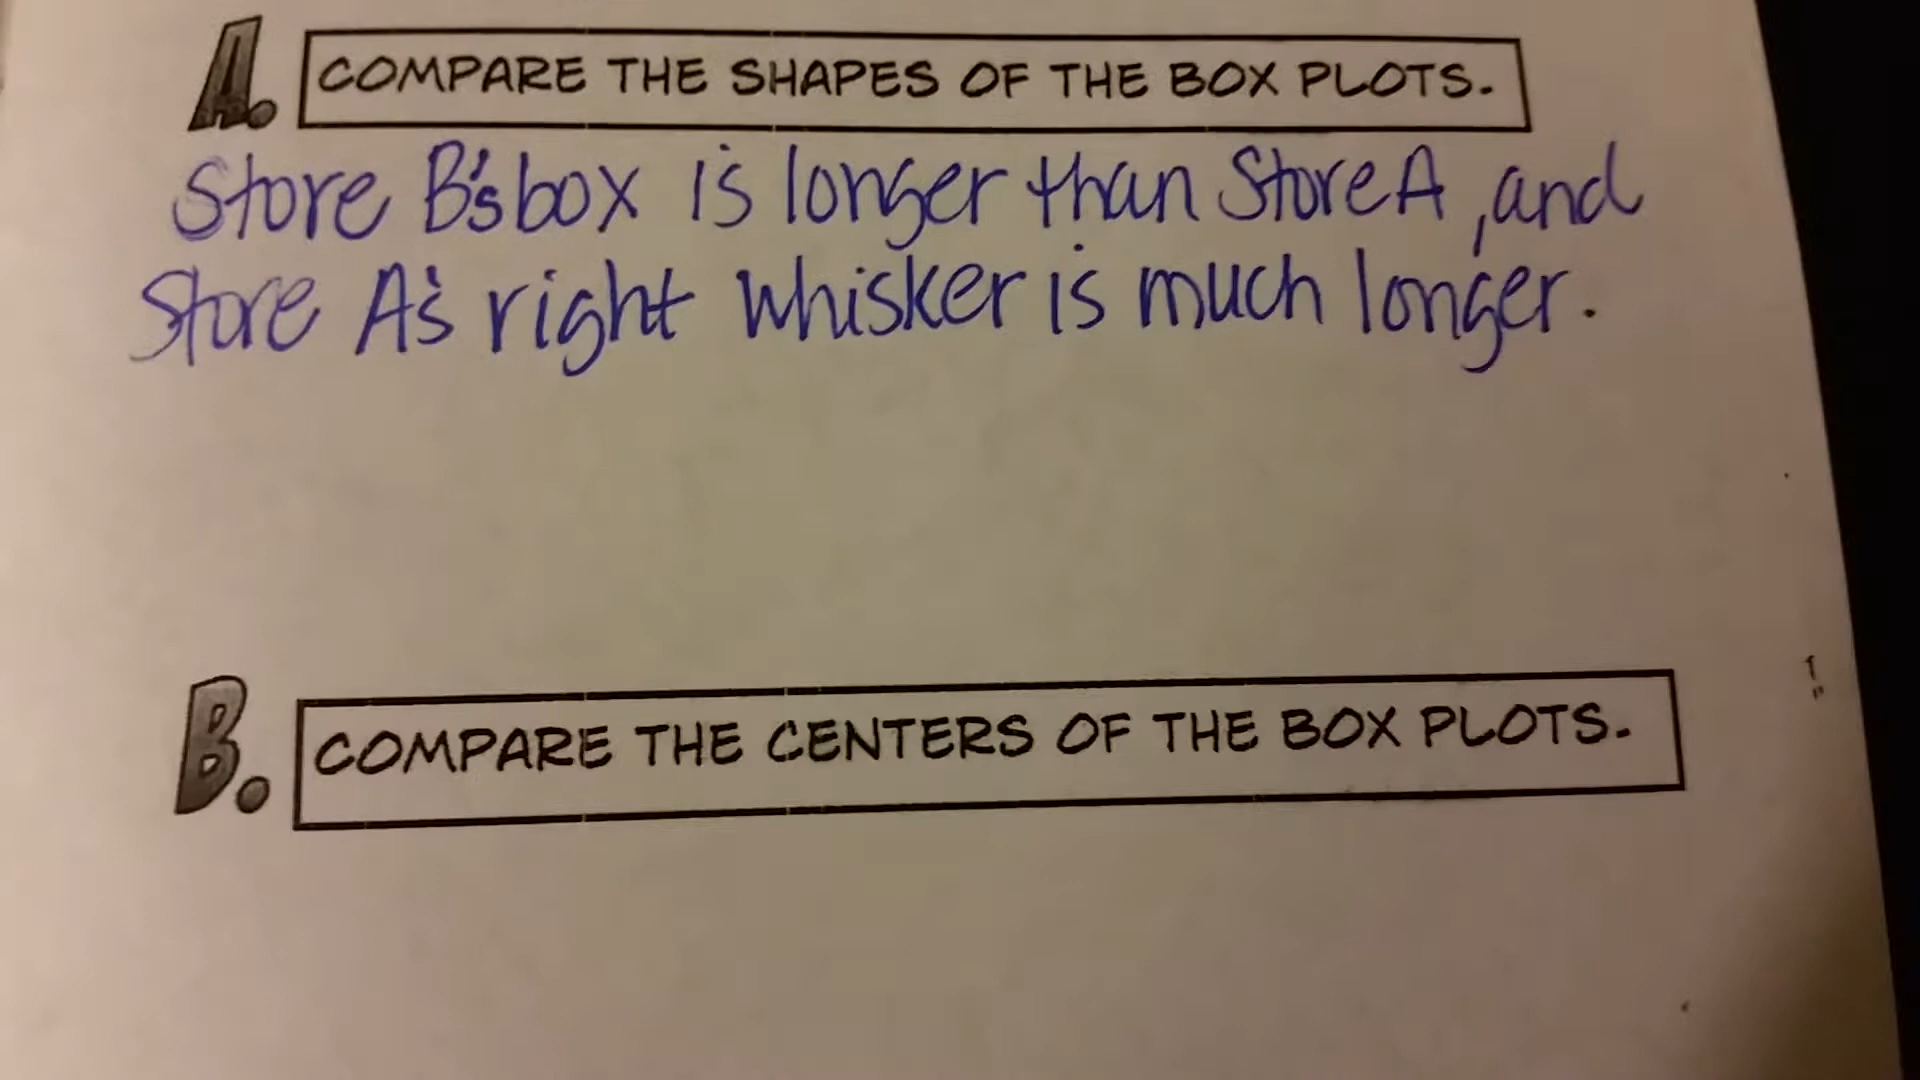 A. COMPARE THE SHAPES OF THE BOX PLOTS.
Store B's box is longer than Store A, and
Store A's right whisker is much longer.
B. COMPARE THE CENTERS OF THE BOX PLOTS.